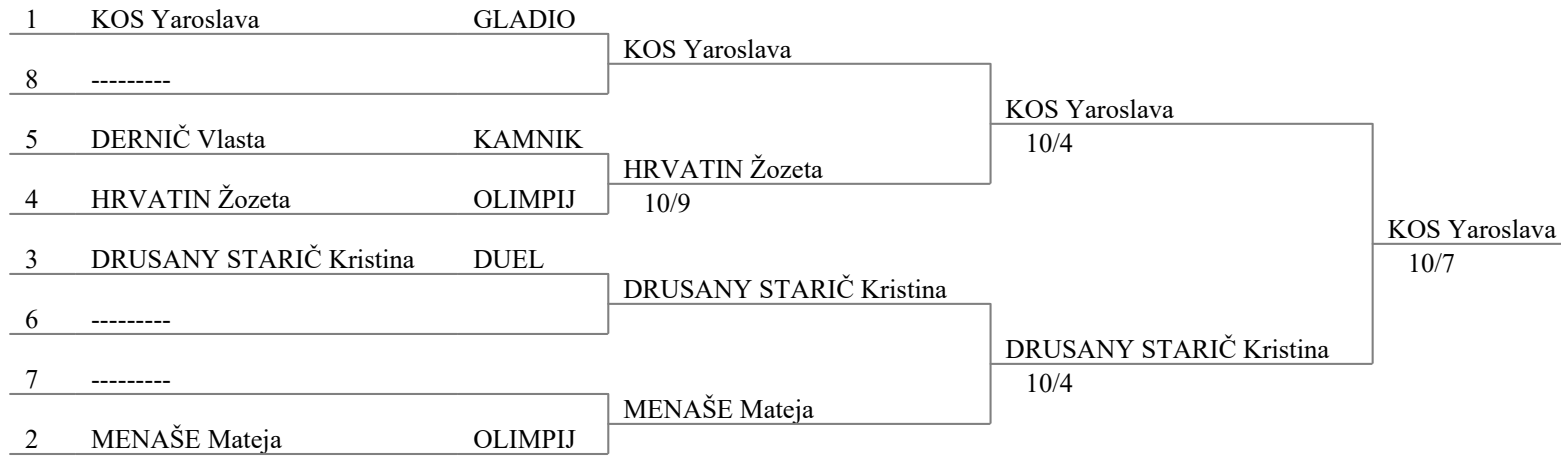 1 KOS Yaroslava GLADIO
KOS Yaroslava
8 ---------
KOS Yaroslava
10/4
5 DERNIČ Vlasta KAMNIK
HRVATIN Žozeta
10/9
4 HRVATIN Žozeta OLIMPIJ
KOS Yaroslava
10/7
3 DRUSANY STARIČ Kristina DUEL
DRUSANY STARIČ Kristina
6 ---------
DRUSANY STARIČ Kristina
10/4
7 ---------
MENAŠE Mateja
2 MENAŠE Mateja OLIMPIJ